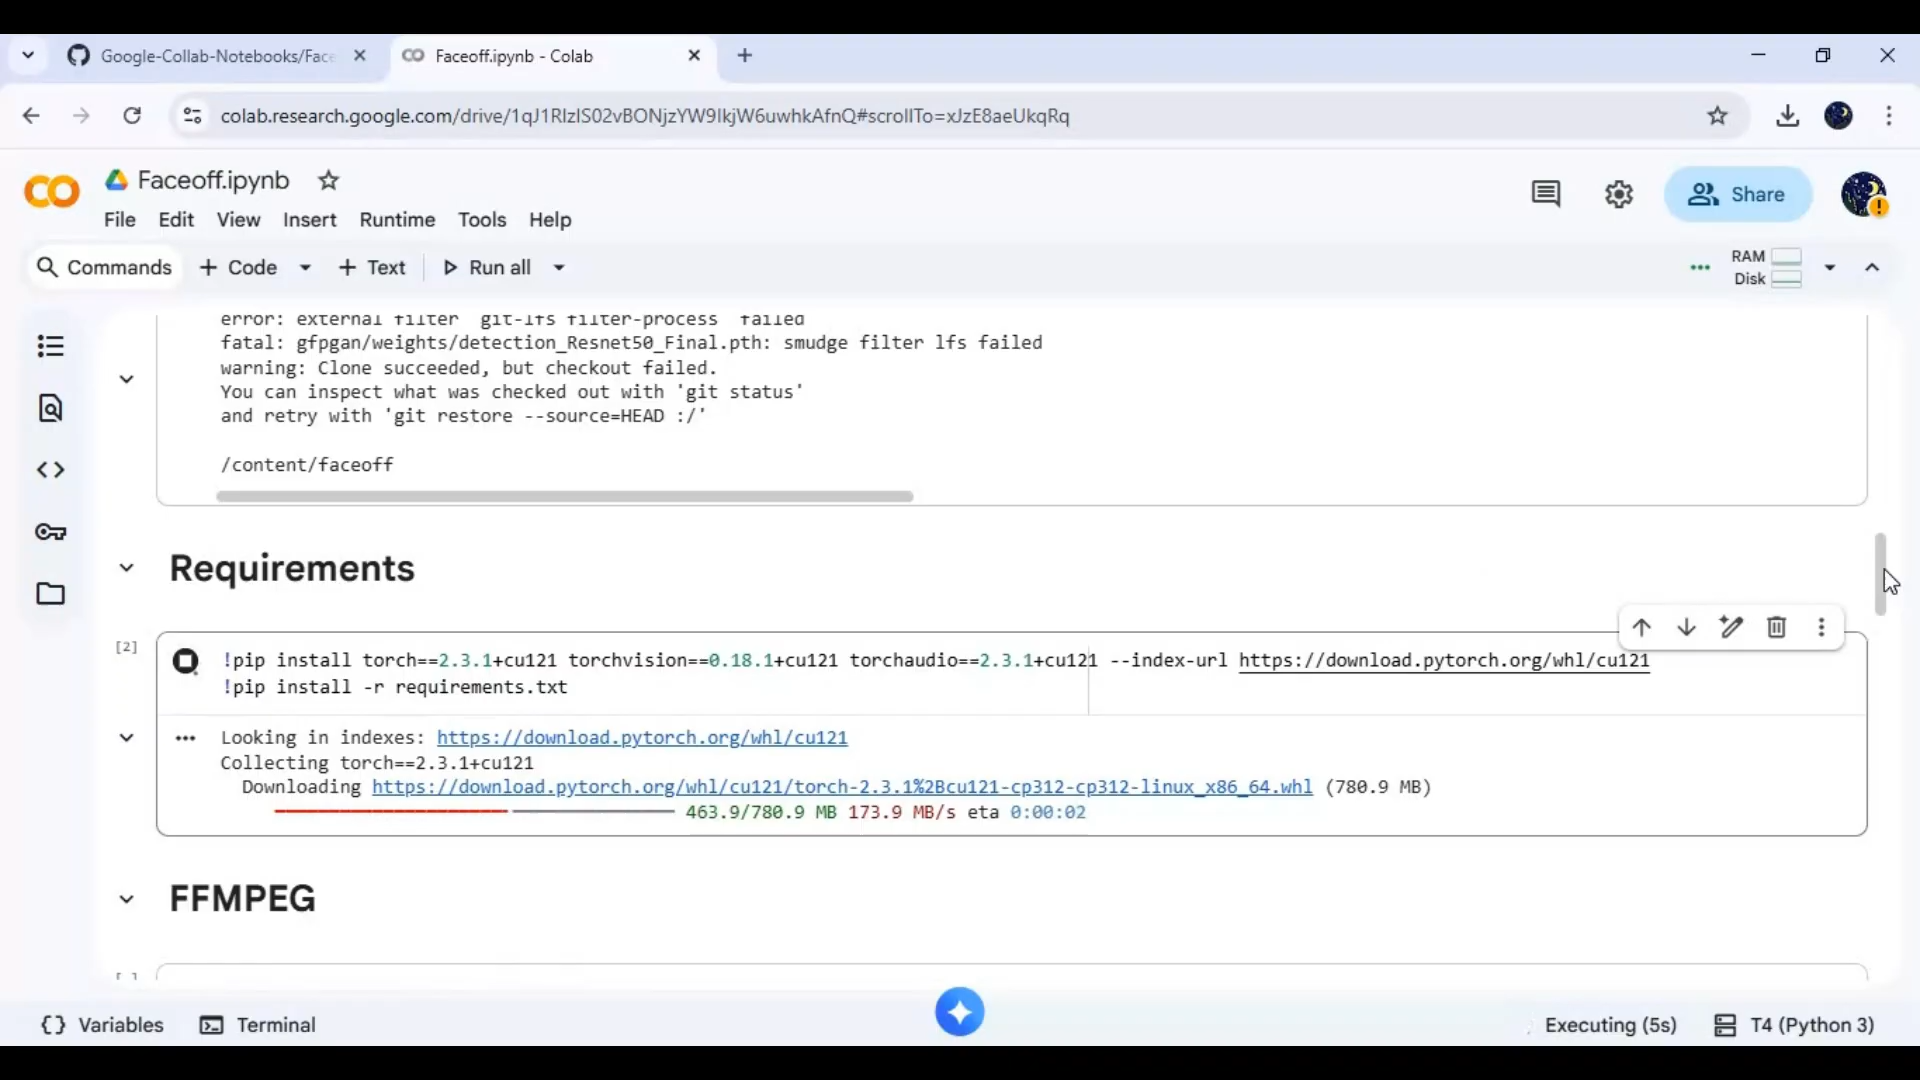 Google-Collab-Notebooks/Face
Faceoff.ipynb - Colab
colab.research.google.com/drive/1qJ1RlzlS02vBONjzYW9lkjW6uwhkAfnQ#scrollTo=xJzE8aeUkqRq
CO
Faceoff.ipynb
Share
File Edit View Insert Runtime Tools Help
Commands + Code + Text Run all
RAM
Disk
error: external filter 'git-lfs filter-process' failed
fatal: gfpgan/weights/detection_Resnet50_Final.pth: smudge filter lfs failed
warning: Clone succeeded, but checkout failed.
You can inspect what was checked out with 'git status'
and retry with 'git restore --source=HEAD :/'
/content/faceoff
Requirements
[2]
!pip install torch==2.3.1+cu121 torchvision==0.18.1+cu121 torchaudio==2.3.1+cu121 --index-url https://download.pytorch.org/whl/cu121
!pip install -r requirements.txt
Looking in indexes: https://download.pytorch.org/whl/cu121
Collecting torch==2.3.1+cu121
Downloading https://download.pytorch.org/whl/cu121/torch-2.3.1%2Bcu121-cp312-cp312-linux_x86_64.whl (780.9 MB)
463.9/780.9 MB 173.9 MB/s eta 0:00:02
FFMPEG
[ ]
Variables Terminal
Executing (5s) T4 (Python 3)